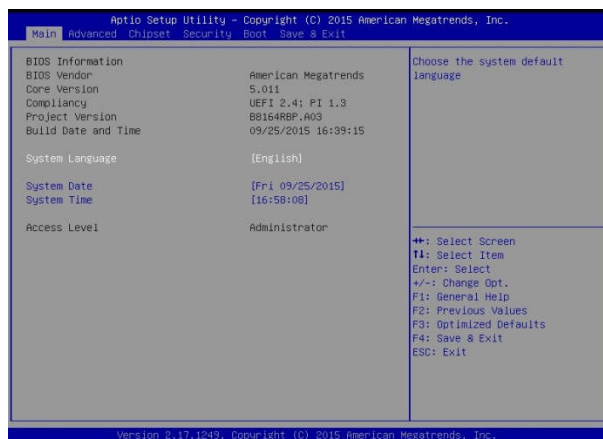 Aptio Setup Utility – Copyright (C) 2015 American Megatrends, Inc.
Main Advanced Chipset Security Boot Save & Exit
BIOS Information
BIOS Vendor American Megatrends
Core Version 5.011
Compliancy UEFI 2.4; PI 1.3
Project Version B8164RBP.A03
Build Date and Time 09/25/2015 16:39:15
System Language [English]
System Date [Fri 09/25/2015]
System Time [16:58:08]
Access Level Administrator
Choose the system default
language
→←: Select Screen
↑↓: Select Item
Enter: Select
+/-: Change Opt.
F1: General Help
F2: Previous Values
F3: Optimized Defaults
F4: Save & Exit
ESC: Exit
Version 2.17.1249. Copyright (C) 2015 American Megatrends, Inc.